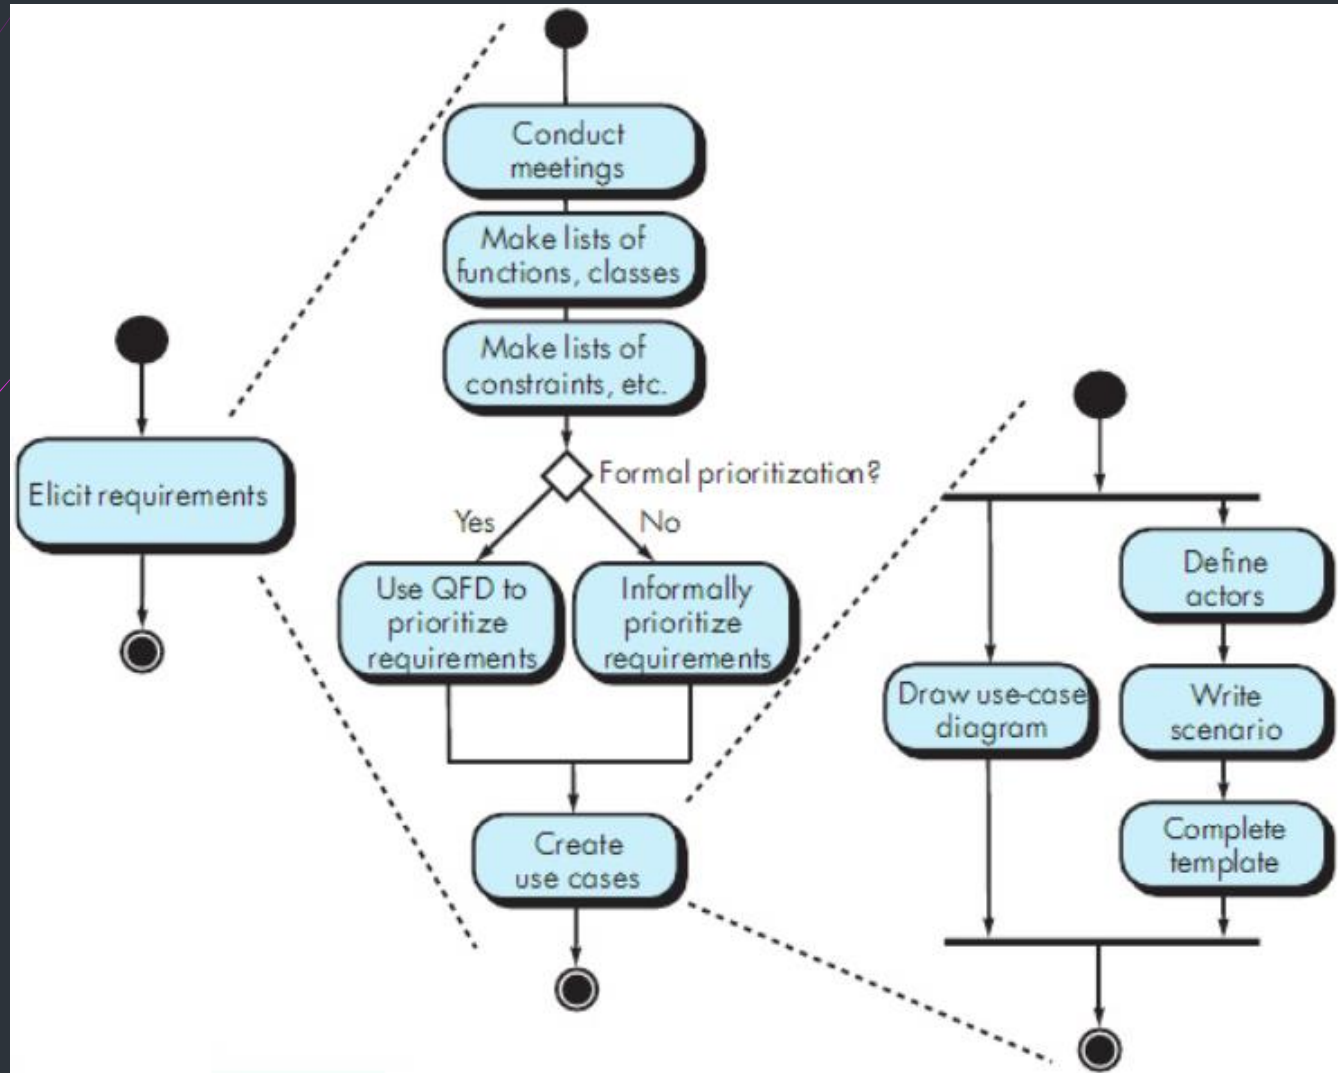 Elicit requirements
Conduct
meetings
Make lists of
functions, classes
Make lists of
constraints, etc.
Formal prioritization?
Yes
No
Use QFD to
prioritize
requirements
Informally
prioritize
requirements
Create
use cases
Draw use-case
diagram
Define
actors
Write
scenario
Complete
template